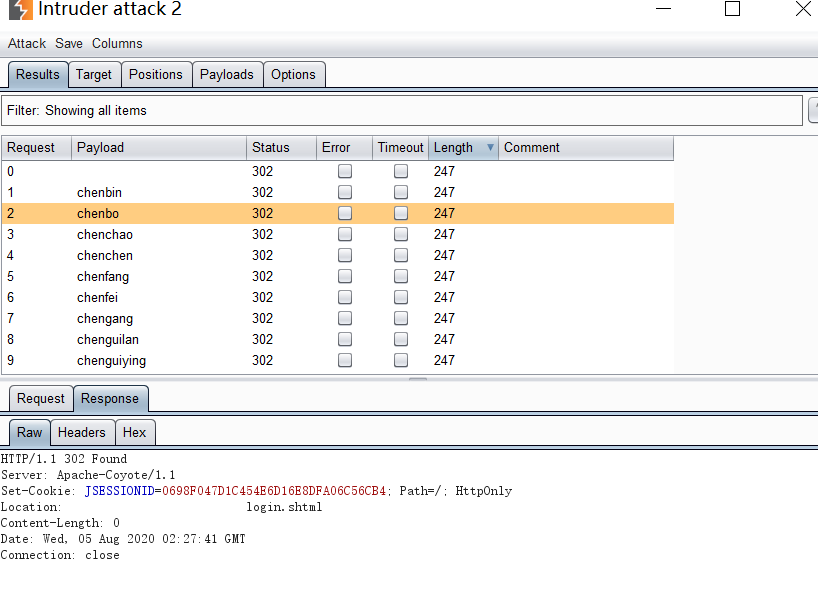 Intruder attack 2
Attack Save Columns
Results Target Positions Payloads Options
Filter: Showing all items
Request Payload Status Error Timeout Length Comment
0 302 247
1 chenbin 302 247
2 chenbo 302 247
3 chenchao 302 247
4 chenchen 302 247
5 chenfang 302 247
6 chenfei 302 247
7 chengang 302 247
8 chenguilan 302 247
9 chenguiying 302 247
Request Response
Raw Headers Hex
HTTP/1.1 302 Found
Server: Apache-Coyote/1.1
Set-Cookie: JSESSIONID=0698F047D1C454E6D16E8DFA06C56CB4; Path=/; HttpOnly
Location: login.shtml
Content-Length: 0
Date: Wed, 05 Aug 2020 02:27:41 GMT
Connection: close